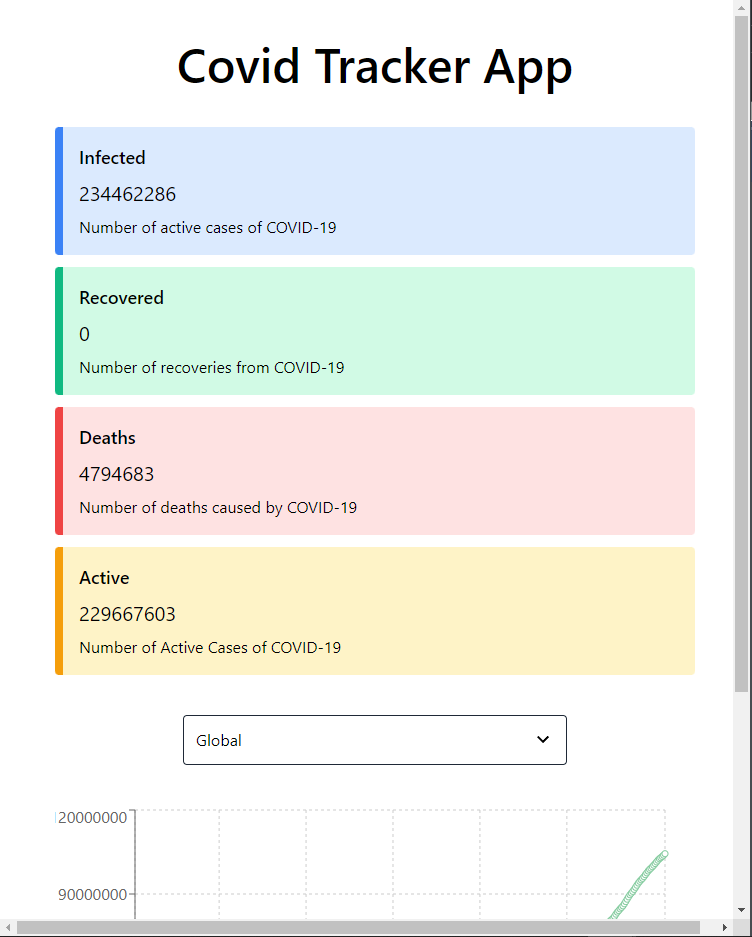 Covid Tracker App
Infected
234462286
Number of active cases of COVID-19
Recovered
0
Number of recoveries from COVID-19
Deaths
4794683
Number of deaths caused by COVID-19
Active
229667603
Number of Active Cases of COVID-19
Global
120000000
90000000